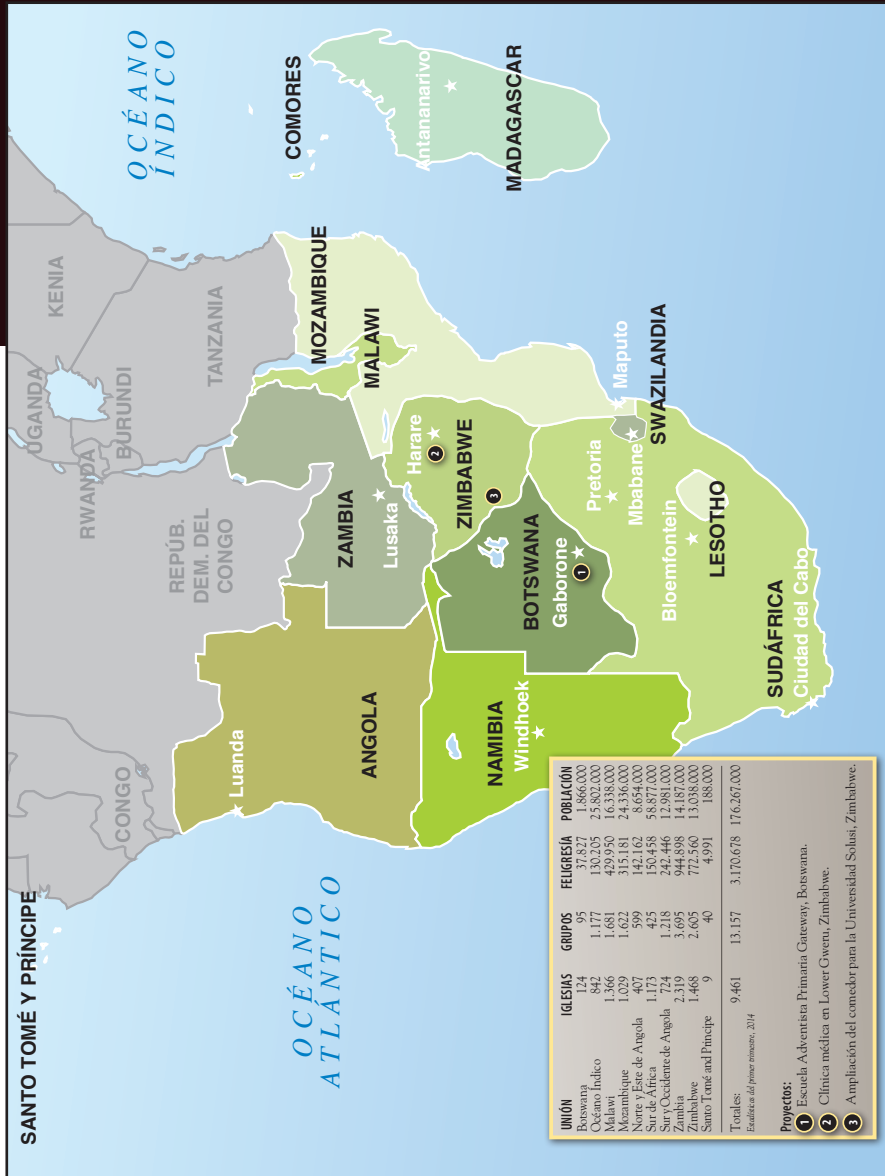 SANTO TOMÉ Y PRÍNCIPE
OCÉANO
ATLÁNTICO
OCÉANO
ÍNDICO
CONGO
REPÚB.
DEM. DEL
CONGO
UGANDA
RWANDA
BURUNDI
KENIA
TANZANIA
Luanda
ANGOLA
ZAMBIA
Lusaka
MALAWI
MOZAMBIQUE
COMORES
Antananarivo
MADAGASCAR
NAMIBIA
Windhoek
BOTSWANA
Gaborone
1
ZIMBABWE
Harare
2
3
Pretoria
Mbabane
Maputo
SWAZILANDIA
Bloemfontein
LESOTHO
SUDÁFRICA
Ciudad del Cabo
UNIÓN IGLESIAS GRUPOS FELIGRESÍA POBLACIÓN
Botswana 124 95 37.827 1.866.000
Océano Índico 842 1.177 130.205 25.802.000
Malawi 1.366 1.681 429.950 16.338.000
Mozambique 1.029 1.622 315.181 24.336.000
Norte y Este de Angola 407 599 142.162 8.654.000
Sur de África 1.173 425 150.458 58.877.000
Sur y Occidente de Angola 724 1.218 242.446 12.981.000
Zambia 2.319 3.695 944.898 14.187.000
Zimbabwe 1.468 2.605 772.560 13.038.000
Santo Tomé and Príncipe 9 40 4.991 188.000
Totales: 9.461 13.157 3.170.678 176.267.000
Estadística del primer trimestre, 2014
Proyectos:
1 Escuela Adventista Primaria Gateway, Botswana.
2 Clínica médica en Lower Gweru, Zimbabwe.
3 Ampliación del comedor para la Universidad Solusi, Zimbabwe.